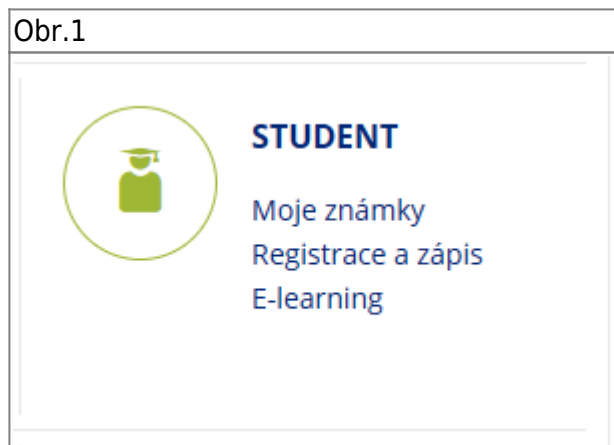 Obr.1
STUDENT
Moje známky
Registrace a zápis
E-learning